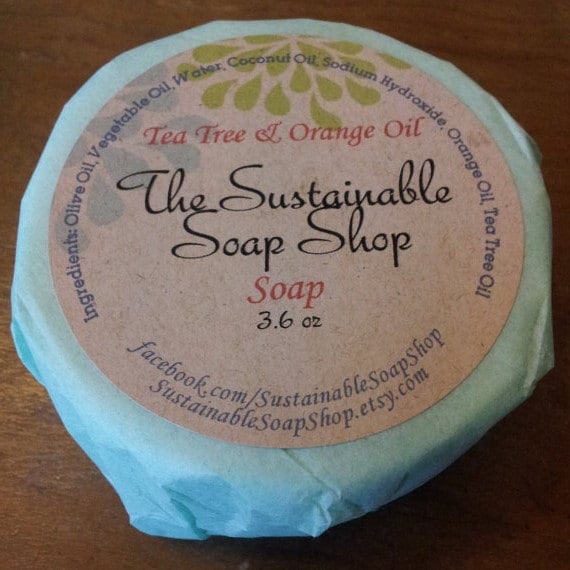 Ingredients: Olive Oil, Vegetable Oil, Water, Coconut Oil, Sodium Hydroxide, Orange Oil, Tea Tree Oil
Tea Tree & Orange Oil
The Sustainable
Soap Shop
Soap
3.6 oz
facebook.com/SustainableSoapShop
SustainableSoapShop.etsy.com